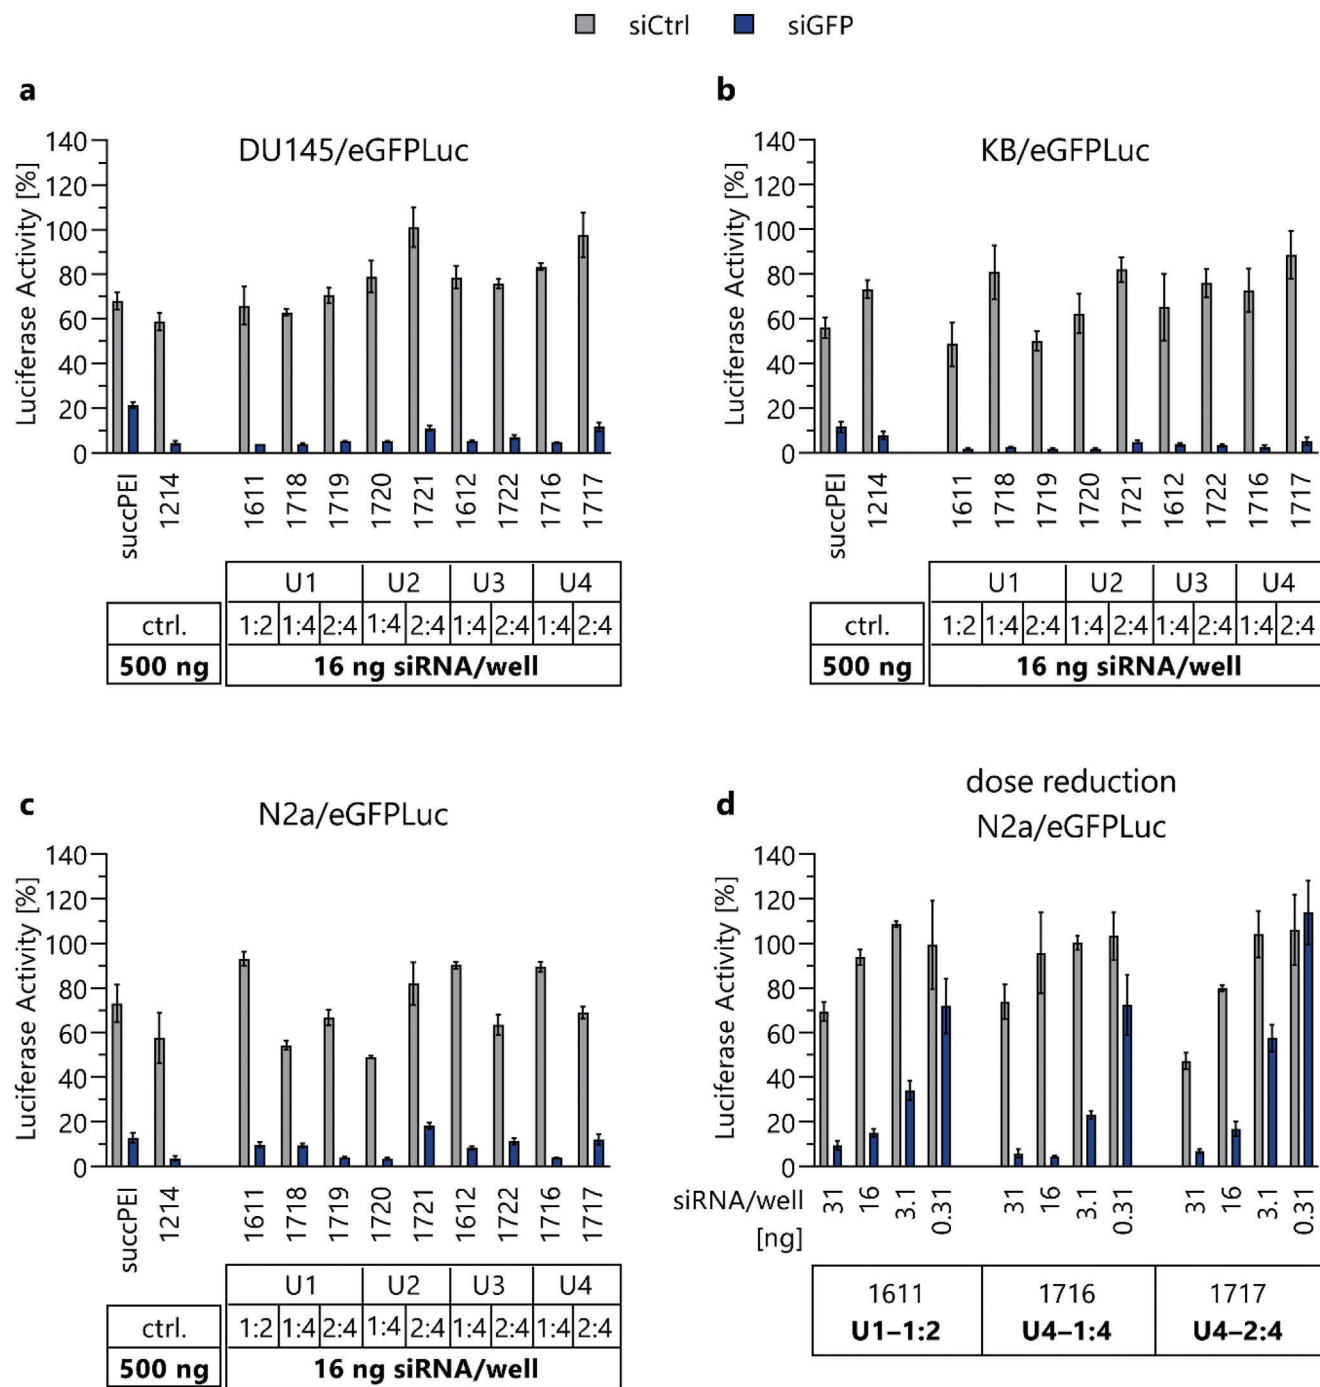 siCtrl siGFP
a
DU145/eGFPLuc
Luciferase Activity [%]
140
120
100
80
60
40
20
0
succPEI 1214 1611 1718 1719 1720 1721 1612 1722 1716 1717
U1 U2 U3 U4
ctrl. 1:2 1:4 2:4 1:4 2:4 1:4 2:4 1:4 2:4
500 ng 16 ng siRNA/well
b
KB/eGFPLuc
Luciferase Activity [%]
140
120
100
80
60
40
20
0
succPEI 1214 1611 1718 1719 1720 1721 1612 1722 1716 1717
U1 U2 U3 U4
ctrl. 1:2 1:4 2:4 1:4 2:4 1:4 2:4 1:4 2:4
500 ng 16 ng siRNA/well
c
N2a/eGFPLuc
Luciferase Activity [%]
140
120
100
80
60
40
20
0
succPEI 1214 1611 1718 1719 1720 1721 1612 1722 1716 1717
U1 U2 U3 U4
ctrl. 1:2 1:4 2:4 1:4 2:4 1:4 2:4 1:4 2:4
500 ng 16 ng siRNA/well
d
dose reduction
N2a/eGFPLuc
Luciferase Activity [%]
140
120
100
80
60
40
20
0
siRNA/well
[ng]
31 16 3.1 0.31 31 16 3.1 0.31 31 16 3.1 0.31
1611 1716 1717
U1–1:2 U4–1:4 U4–2:4